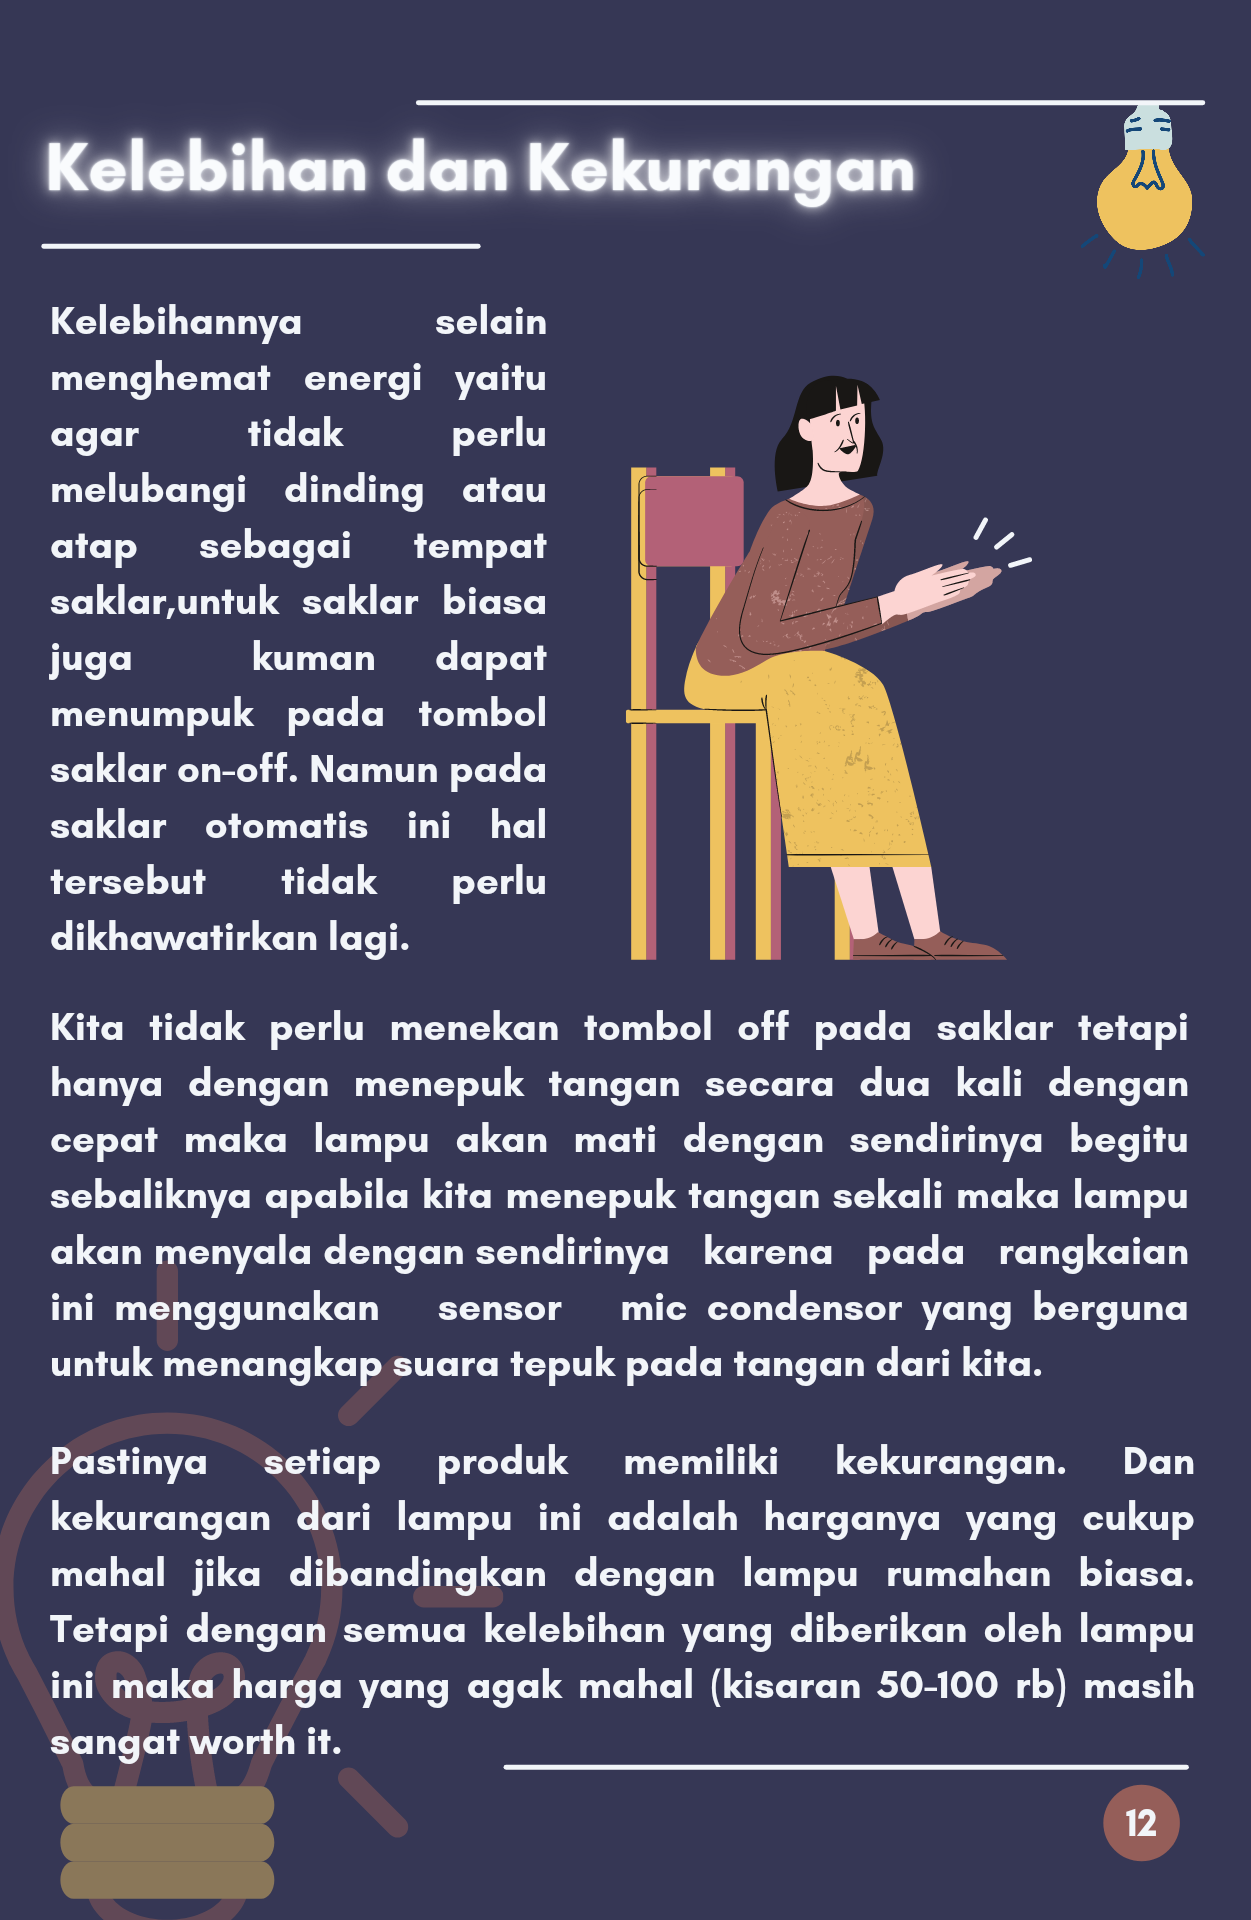 Kelebihan dan Kekurangan
Kelebihannya selain
menghemat energi yaitu
agar tidak perlu
melubangi dinding atau
atap sebagai tempat
saklar,untuk saklar biasa
juga kuman dapat
menumpuk pada tombol
saklar on-off. Namun pada
saklar otomatis ini hal
tersebut tidak perlu
dikhawatirkan lagi.
Kita tidak perlu menekan tombol off pada saklar tetapi
hanya dengan menepuk tangan secara dua kali dengan
cepat maka lampu akan mati dengan sendirinya begitu
sebaliknya apabila kita menepuk tangan sekali maka lampu
akan menyala dengan sendirinya karena pada rangkaian
ini menggunakan sensor mic condensor yang berguna
untuk menangkap suara tepuk pada tangan dari kita.
Pastinya setiap produk memiliki kekurangan. Dan
kekurangan dari lampu ini adalah harganya yang cukup
mahal jika dibandingkan dengan lampu rumahan biasa.
Tetapi dengan semua kelebihan yang diberikan oleh lampu
ini maka harga yang agak mahal (kisaran 50-100 rb) masih
sangat worth it.
12